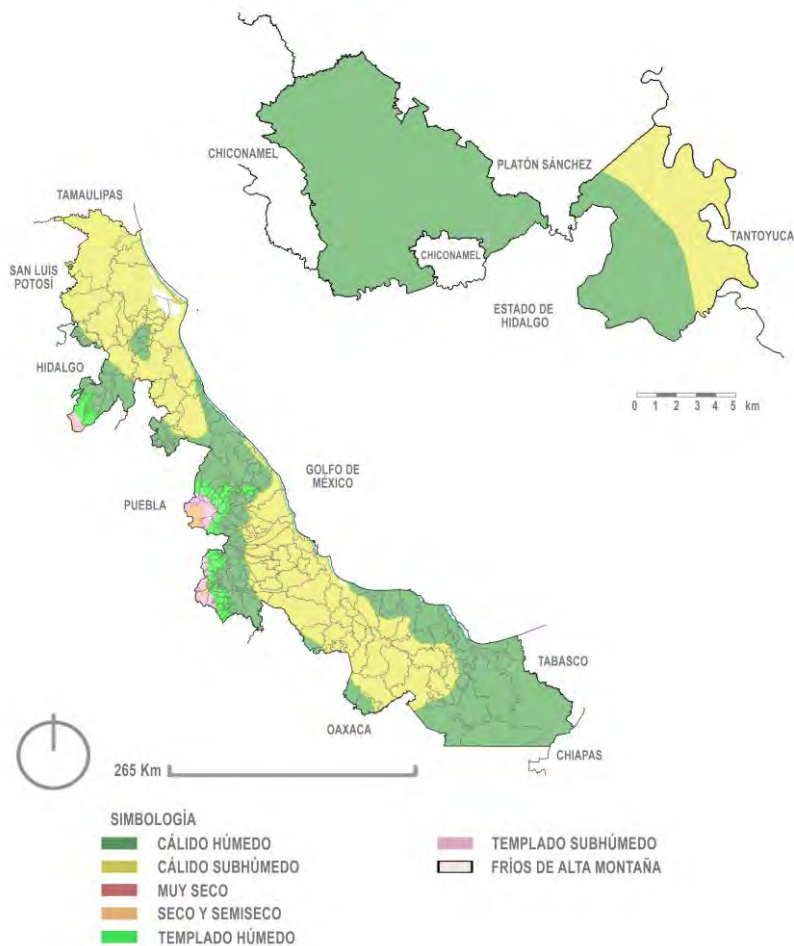 CHICONAMEL
PLATÓN SÁNCHEZ
TAMAULIPAS
TANTOYUCA
CHICONAMEL
SAN LUIS
POTOSÍ
ESTADO DE
HIDALGO
HIDALGO
0 1 2 3 4 5 km
GOLFO DE
MÉXICO
PUEBLA
TABASCO
OAXACA
CHIAPAS
265 Km
SIMBOLOGÍA
CÁLIDO HÚMEDO
CÁLIDO SUBHÚMEDO
MUY SECO
SECO Y SEMISECO
TEMPLADO HÚMEDO
TEMPLADO SUBHÚMEDO
FRÍOS DE ALTA MONTAÑA